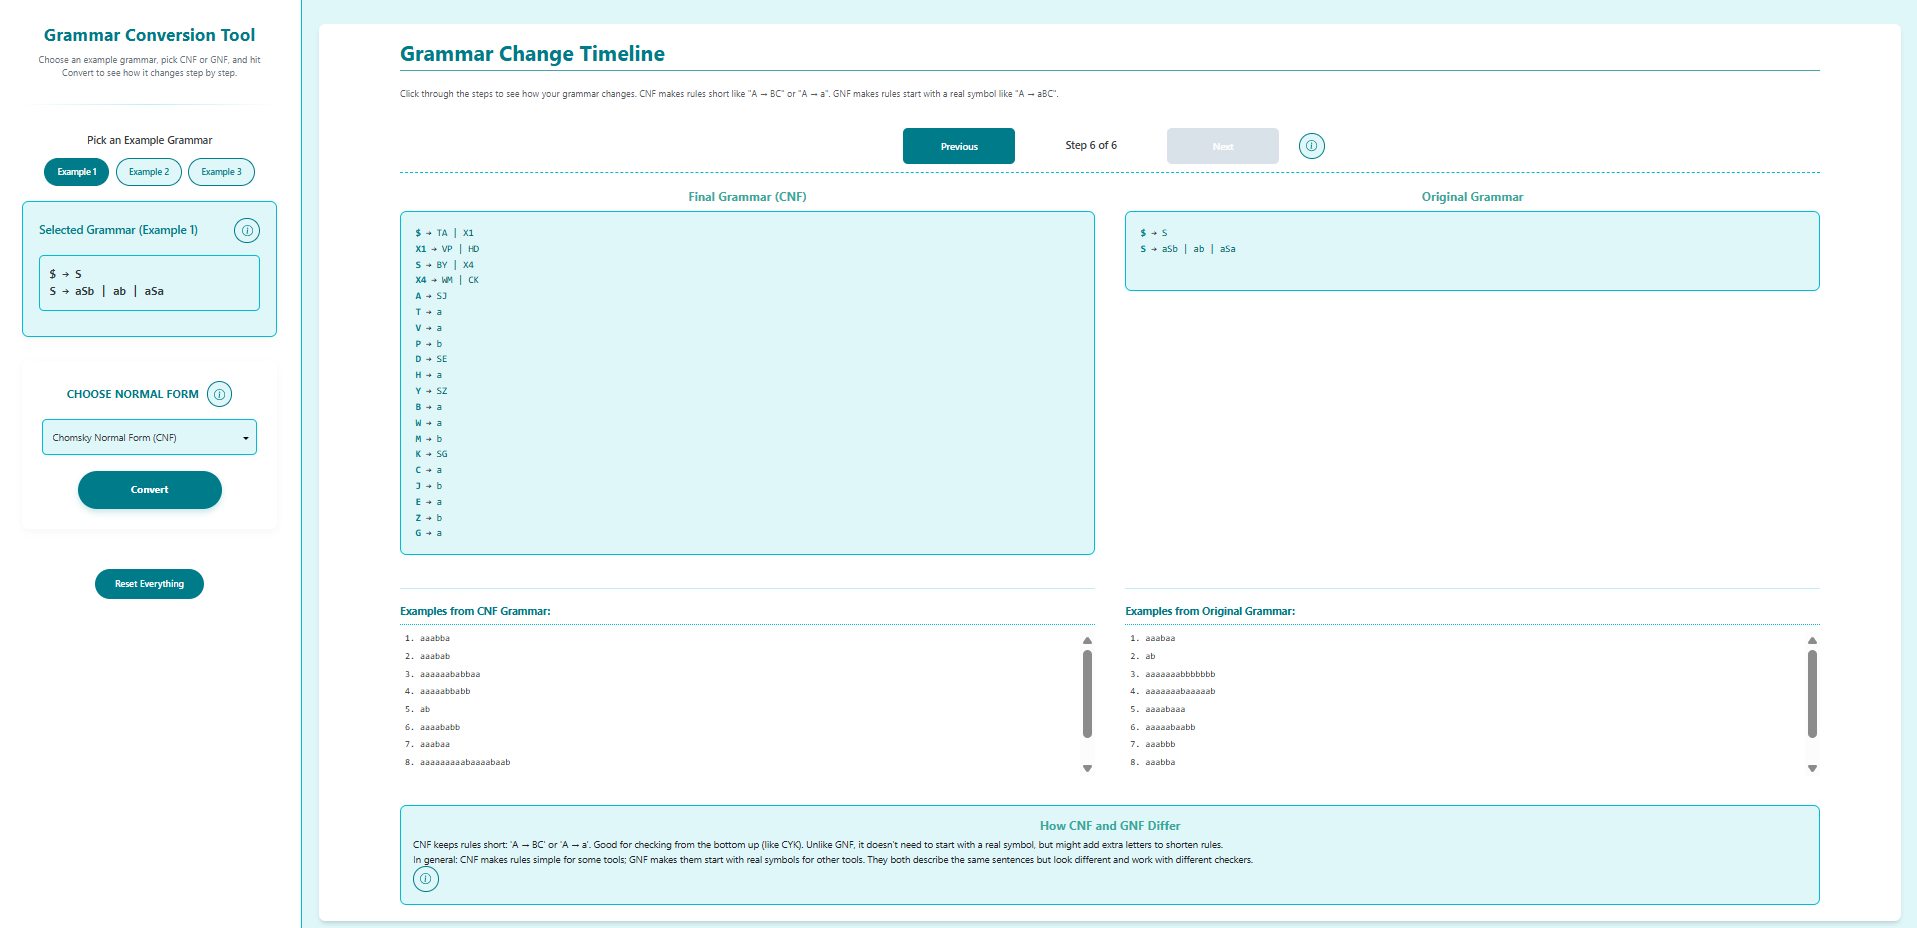 Grammar Conversion Tool
Choose an example grammar, pick CNF or GNF, and hit
Convert to see how it changes step by step.
Pick an Example Grammar
Example 1
Example 2
Example 3
Selected Grammar (Example 1)
$ → S
S → aSb | ab | aSa
CHOOSE NORMAL FORM
Chomsky Normal Form (CNF)
Convert
Reset Everything
Grammar Change Timeline
Click through the steps to see how your grammar changes. CNF makes rules short like "A → BC" or "A → a". GNF makes rules start with a real symbol like "A → aBC".
Previous
Step 6 of 6
Next
Final Grammar (CNF)
$ → TA | X1
X1 → VP | HD
S → BY | X4
X4 → WM | CK
A → SJ
T → a
V → a
P → b
D → SE
H → a
Y → SZ
B → a
W → a
M → b
K → SG
C → a
J → b
E → a
Z → b
G → a
Original Grammar
$ → S
S → aSb | ab | aSa
Examples from CNF Grammar:
1. aaabba
2. aaabab
3. aaaaaababbaa
4. aaaaabbabb
5. ab
6. aaaababb
7. aaabaa
8. aaaaaaaaabaaaabaab
Examples from Original Grammar:
1. aaabaa
2. ab
3. aaaaaaabbbbbbb
4. aaaaaaabaaaaab
5. aaaabaaa
6. aaaaabaabb
7. aaabbb
8. aaabba
How CNF and GNF Differ
CNF keeps rules short: 'A → BC' or 'A → a'. Good for checking from the bottom up (like CYK). Unlike GNF, it doesn't need to start with a real symbol, but might add extra letters to shorten rules.
In general: CNF makes rules simple for some tools; GNF makes them start with real symbols for other tools. They both describe the same sentences but look different and work with different checkers.